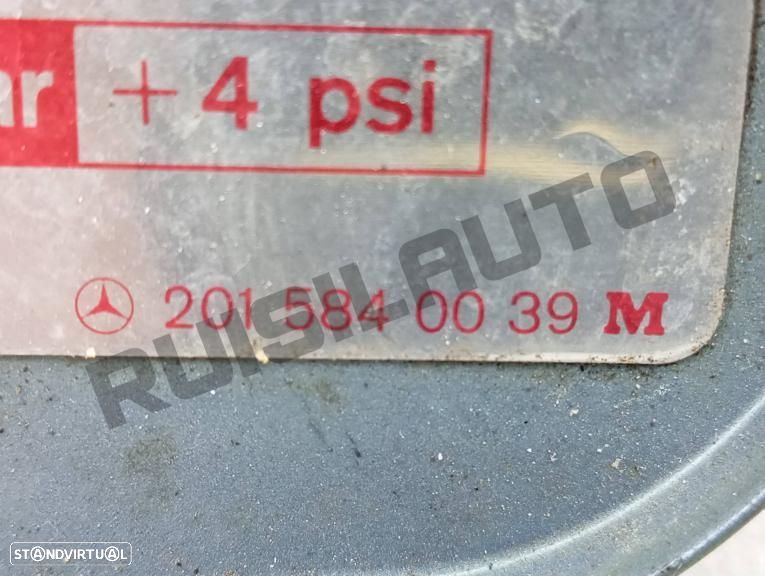 ar + 4 psi
201 584 00 39 M
RUISILAUTO
STANDVIRTUAL